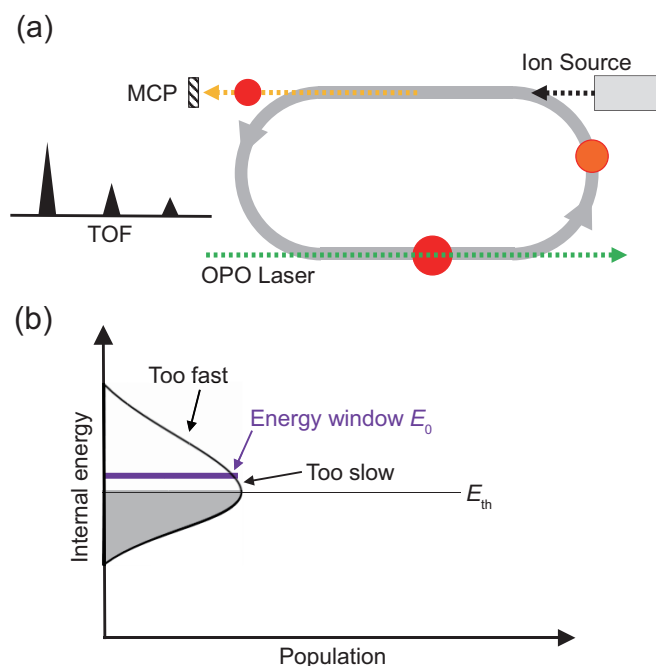 (a)
Ion Source
MCP
TOF
OPO Laser
(b)
Too fast
Energy window E₀
Too slow
Eth
Internal energy
Population